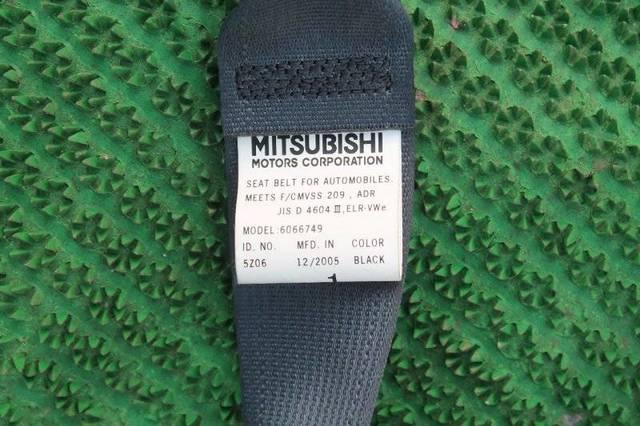 MITSUBISHI
MOTORS CORPORATION
SEAT BELT FOR AUTOMOBILES.
MEETS F/CMVSS 209 , ADR
JIS D 4604 III, ELR-VWe
MODEL:6066749
ID. NO. MFD. IN COLOR
5Z06 12/2005 BLACK
1